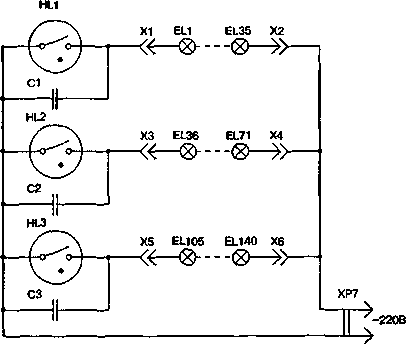 HL1
X1 EL1 EL35 X2
C1
HL2
X3 EL36 EL71 X4
C2
HL3
X5 EL105 EL140 X6
C3
XP7
~220В